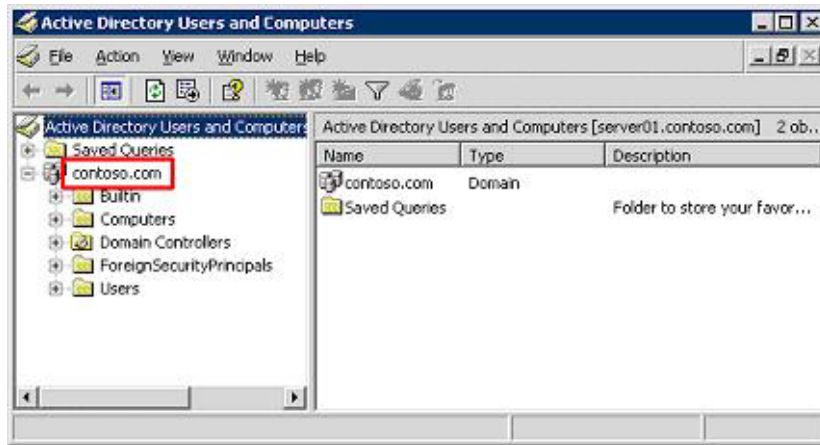 Active Directory Users and Computers
File Action View Window Help
Active Directory Users and Computers
Saved Queries
contoso.com
Builtin
Computers
Domain Controllers
ForeignSecurityPrincipals
Users
Active Directory Users and Computers [server01.contoso.com] 2 ob..
Name Type Description
contoso.com Domain
Saved Queries Folder to store your favor...